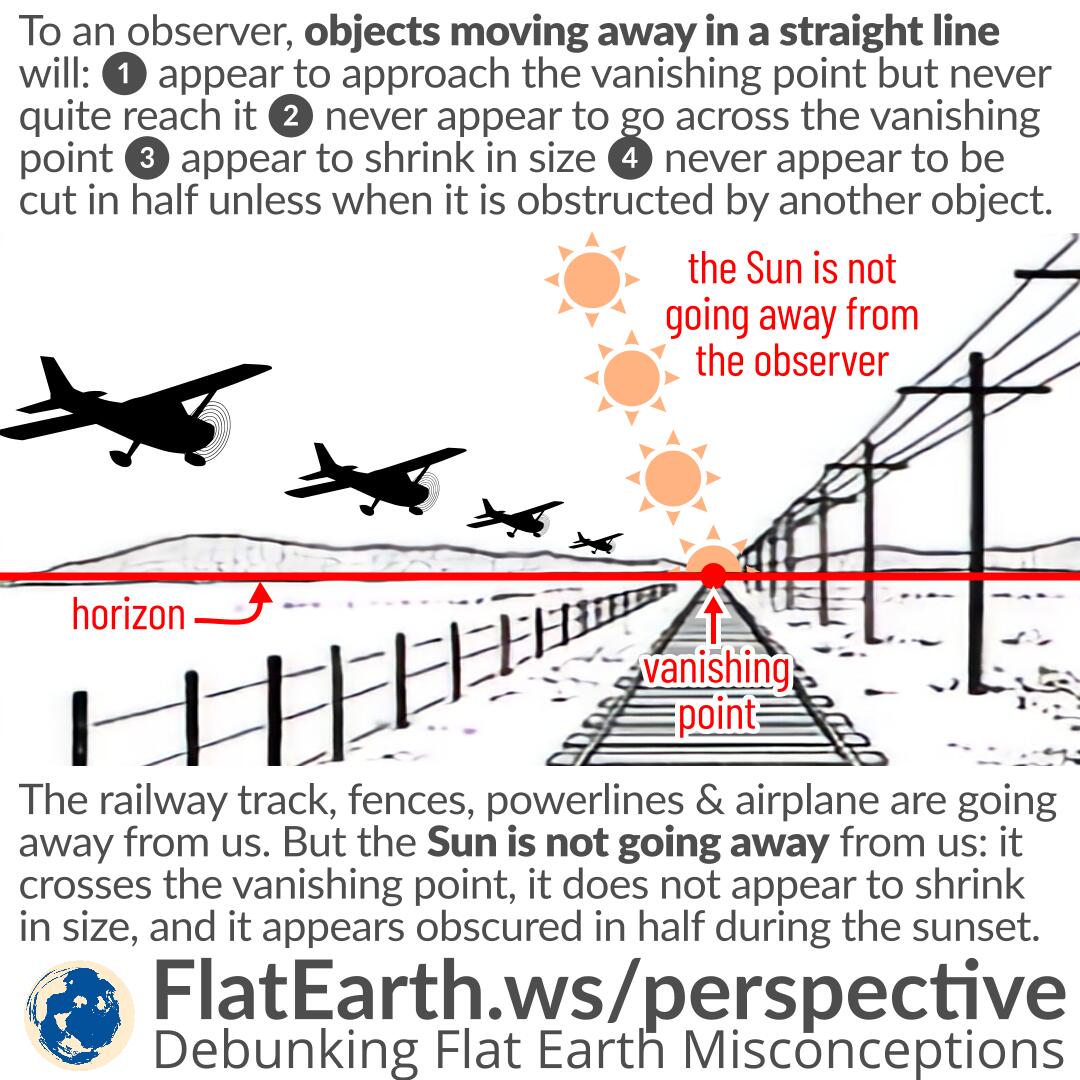 To an observer, objects moving away in a straight line
will: 1 appear to approach the vanishing point but never
quite reach it 2 never appear to go across the vanishing
point 3 appear to shrink in size 4 never appear to be
cut in half unless when it is obstructed by another object.
the Sun is not
going away from
the observer
horizon
vanishing
point
The railway track, fences, powerlines & airplane are going
away from us. But the Sun is not going away from us: it
crosses the vanishing point, it does not appear to shrink
in size, and it appears obscured in half during the sunset.
FlatEarth.ws/perspective
Debunking Flat Earth Misconceptions